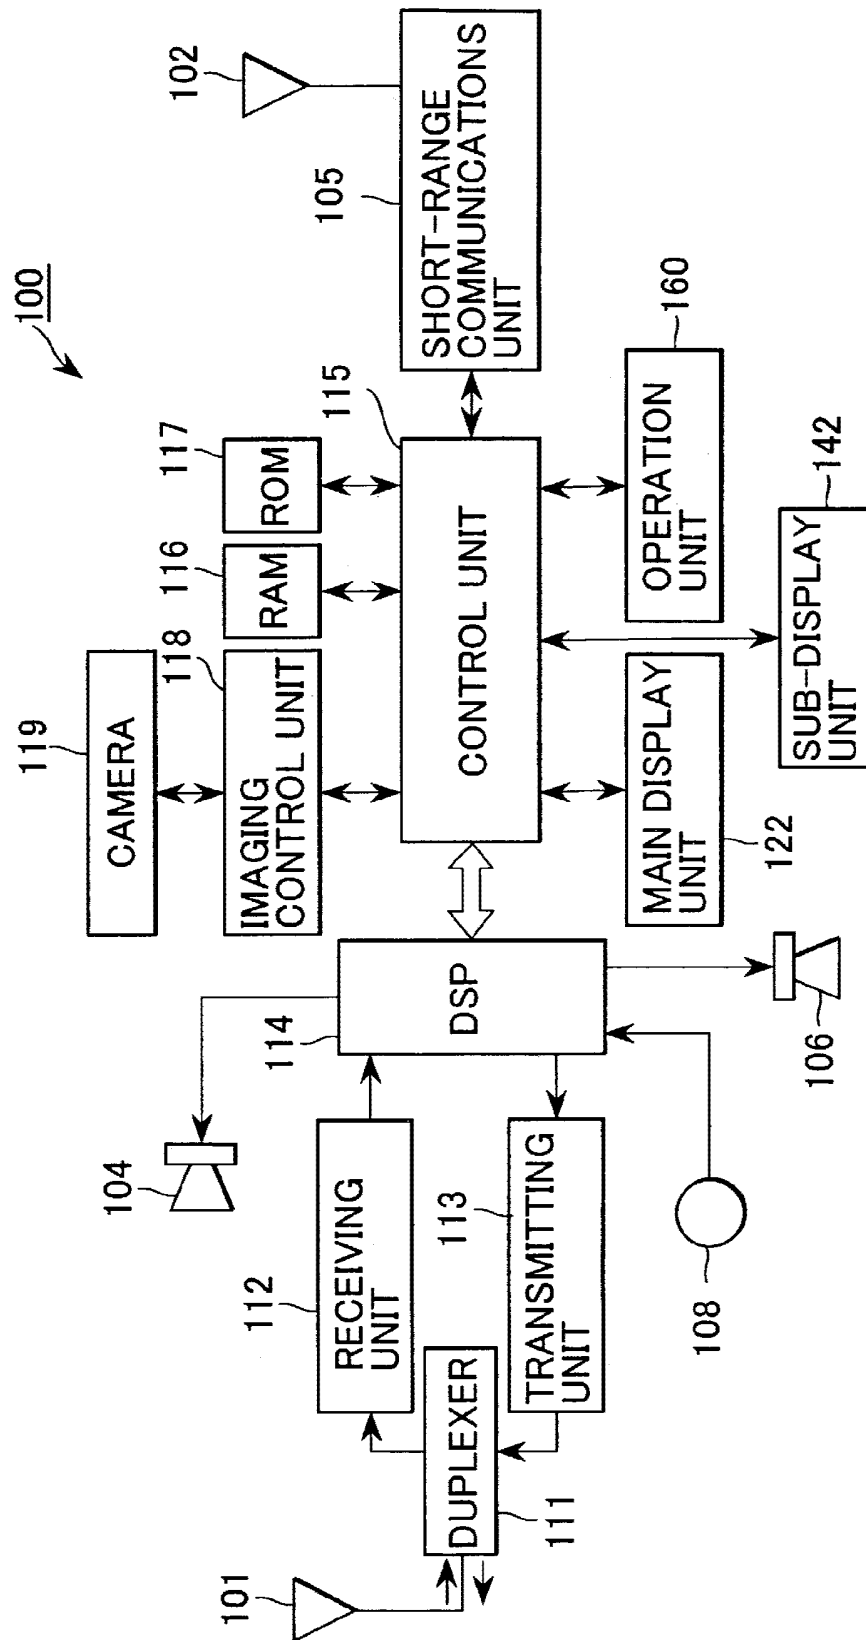 100
119
CAMERA
118
IMAGING
CONTROL UNIT
116
RAM
117
ROM
102
105
SHORT-RANGE
COMMUNICATIONS
UNIT
115
CONTROL UNIT
114
DSP
104
112
RECEIVING
UNIT
101
DUPLEXER
111
113
TRANSMITTING
UNIT
108
106
MAIN DISPLAY
UNIT
122
OPERATION
UNIT
160
SUB-DISPLAY
UNIT
142